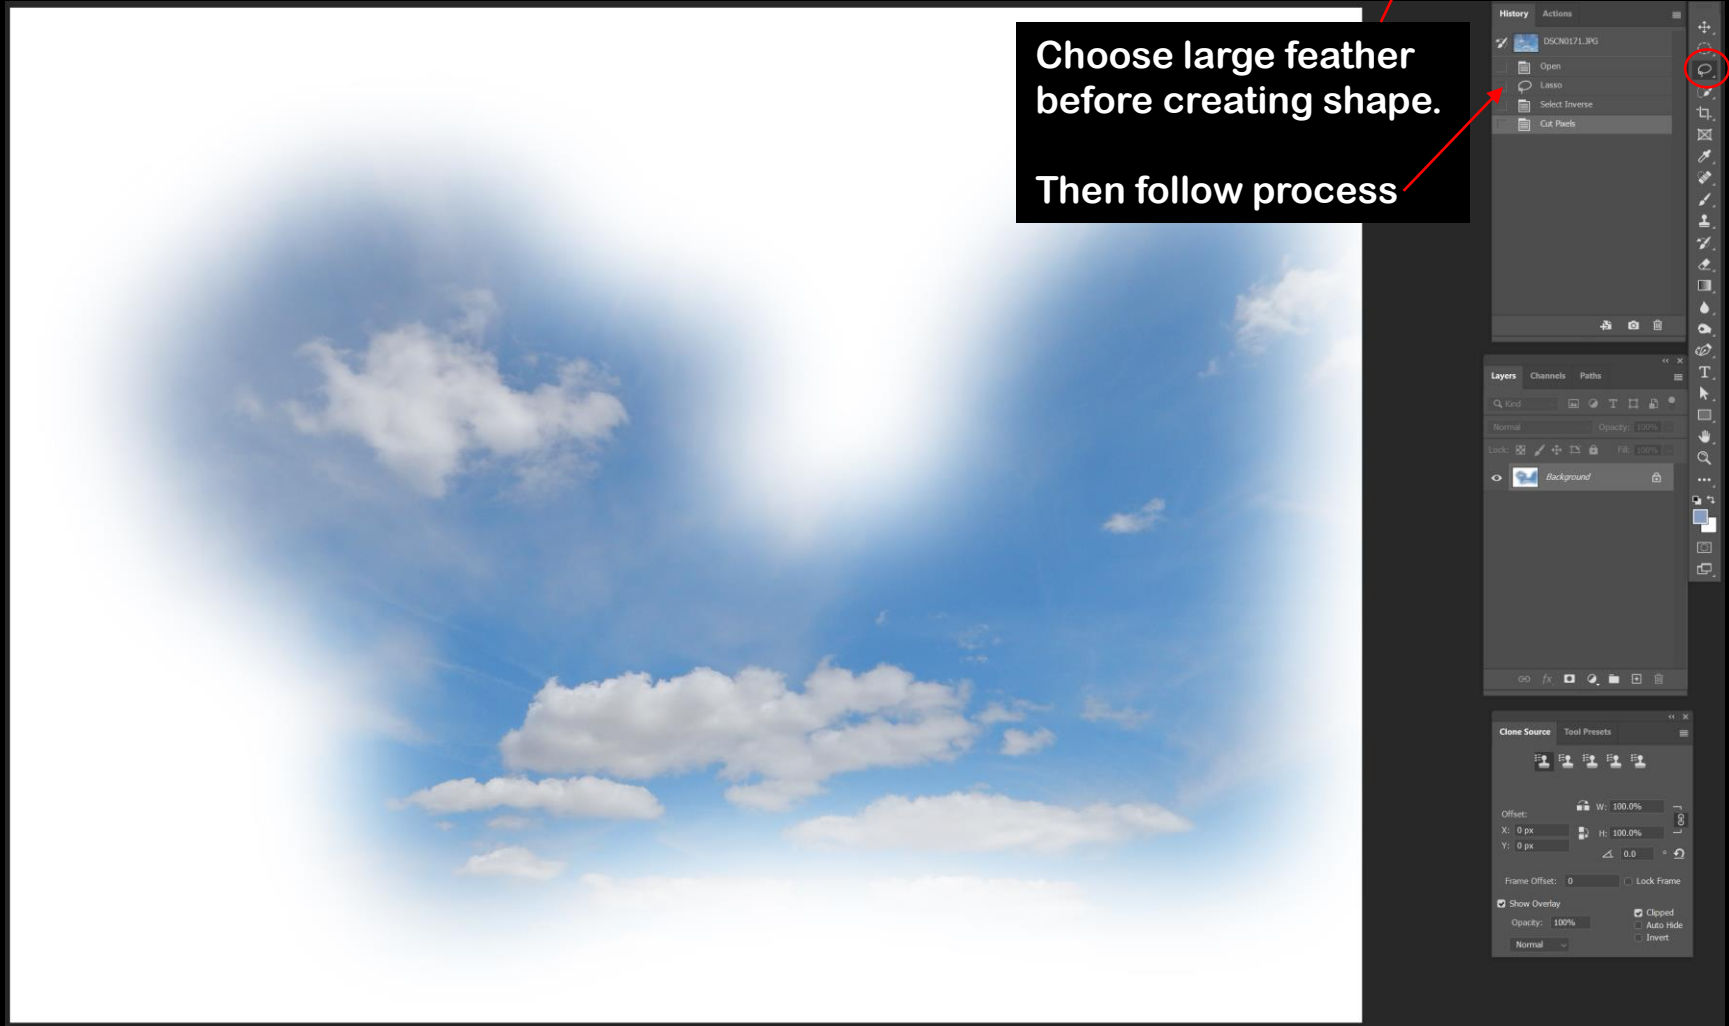 Choose large feather
before creating shape.
Then follow process
History Actions
DSCN0171.JPG
Open
Lasso
Select Inverse
Cut Pixels
Layers Channels Paths
Kind
Normal Opacity: 100%
Lock: Fill: 100%
Background
Clone Source Tool Presets
Offset:
W: 100.0%
X: 0 px
H: 100.0%
Y: 0 px
0.0 °
Frame Offset: 0 Lock Frame
Show Overlay
Opacity: 100%
Clipped
Auto Hide
Normal
Invert